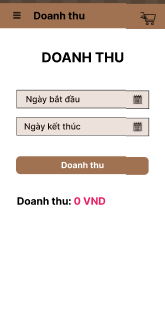 Doanh thu
DOANH THU
Ngày bắt đầu
Ngày kết thúc
Doanh thu
Doanh thu: 0 VND